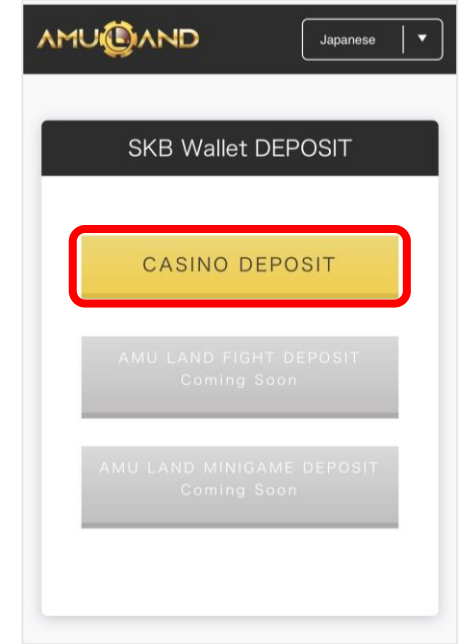 AMULAND
Japanese ▼
SKB Wallet DEPOSIT
CASINO DEPOSIT
AMU LAND FIGHT DEPOSIT
Coming Soon
AMU LAND MINIGAME DEPOSIT
Coming Soon